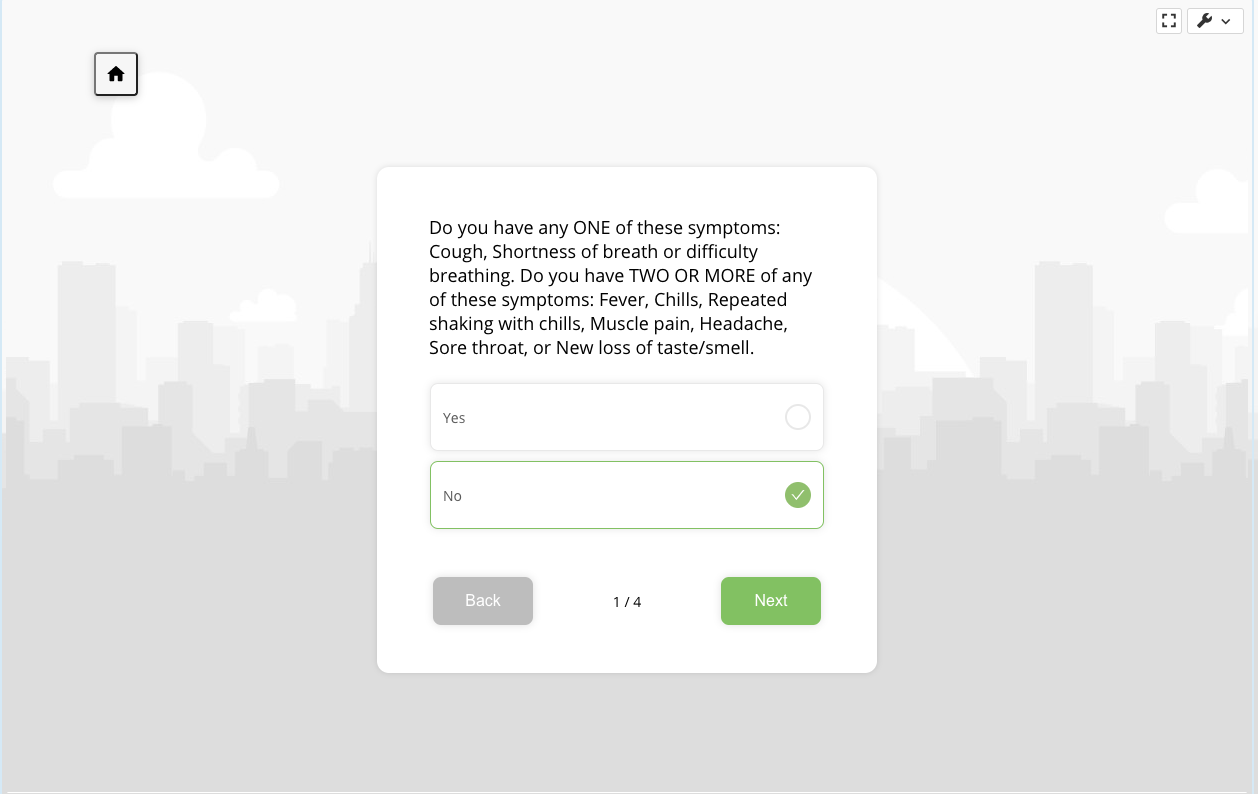 Do you have any ONE of these symptoms:
Cough, Shortness of breath or difficulty
breathing. Do you have TWO OR MORE of any
of these symptoms: Fever, Chills, Repeated
shaking with chills, Muscle pain, Headache,
Sore throat, or New loss of taste/smell.
Yes
No
Back
1 / 4
Next